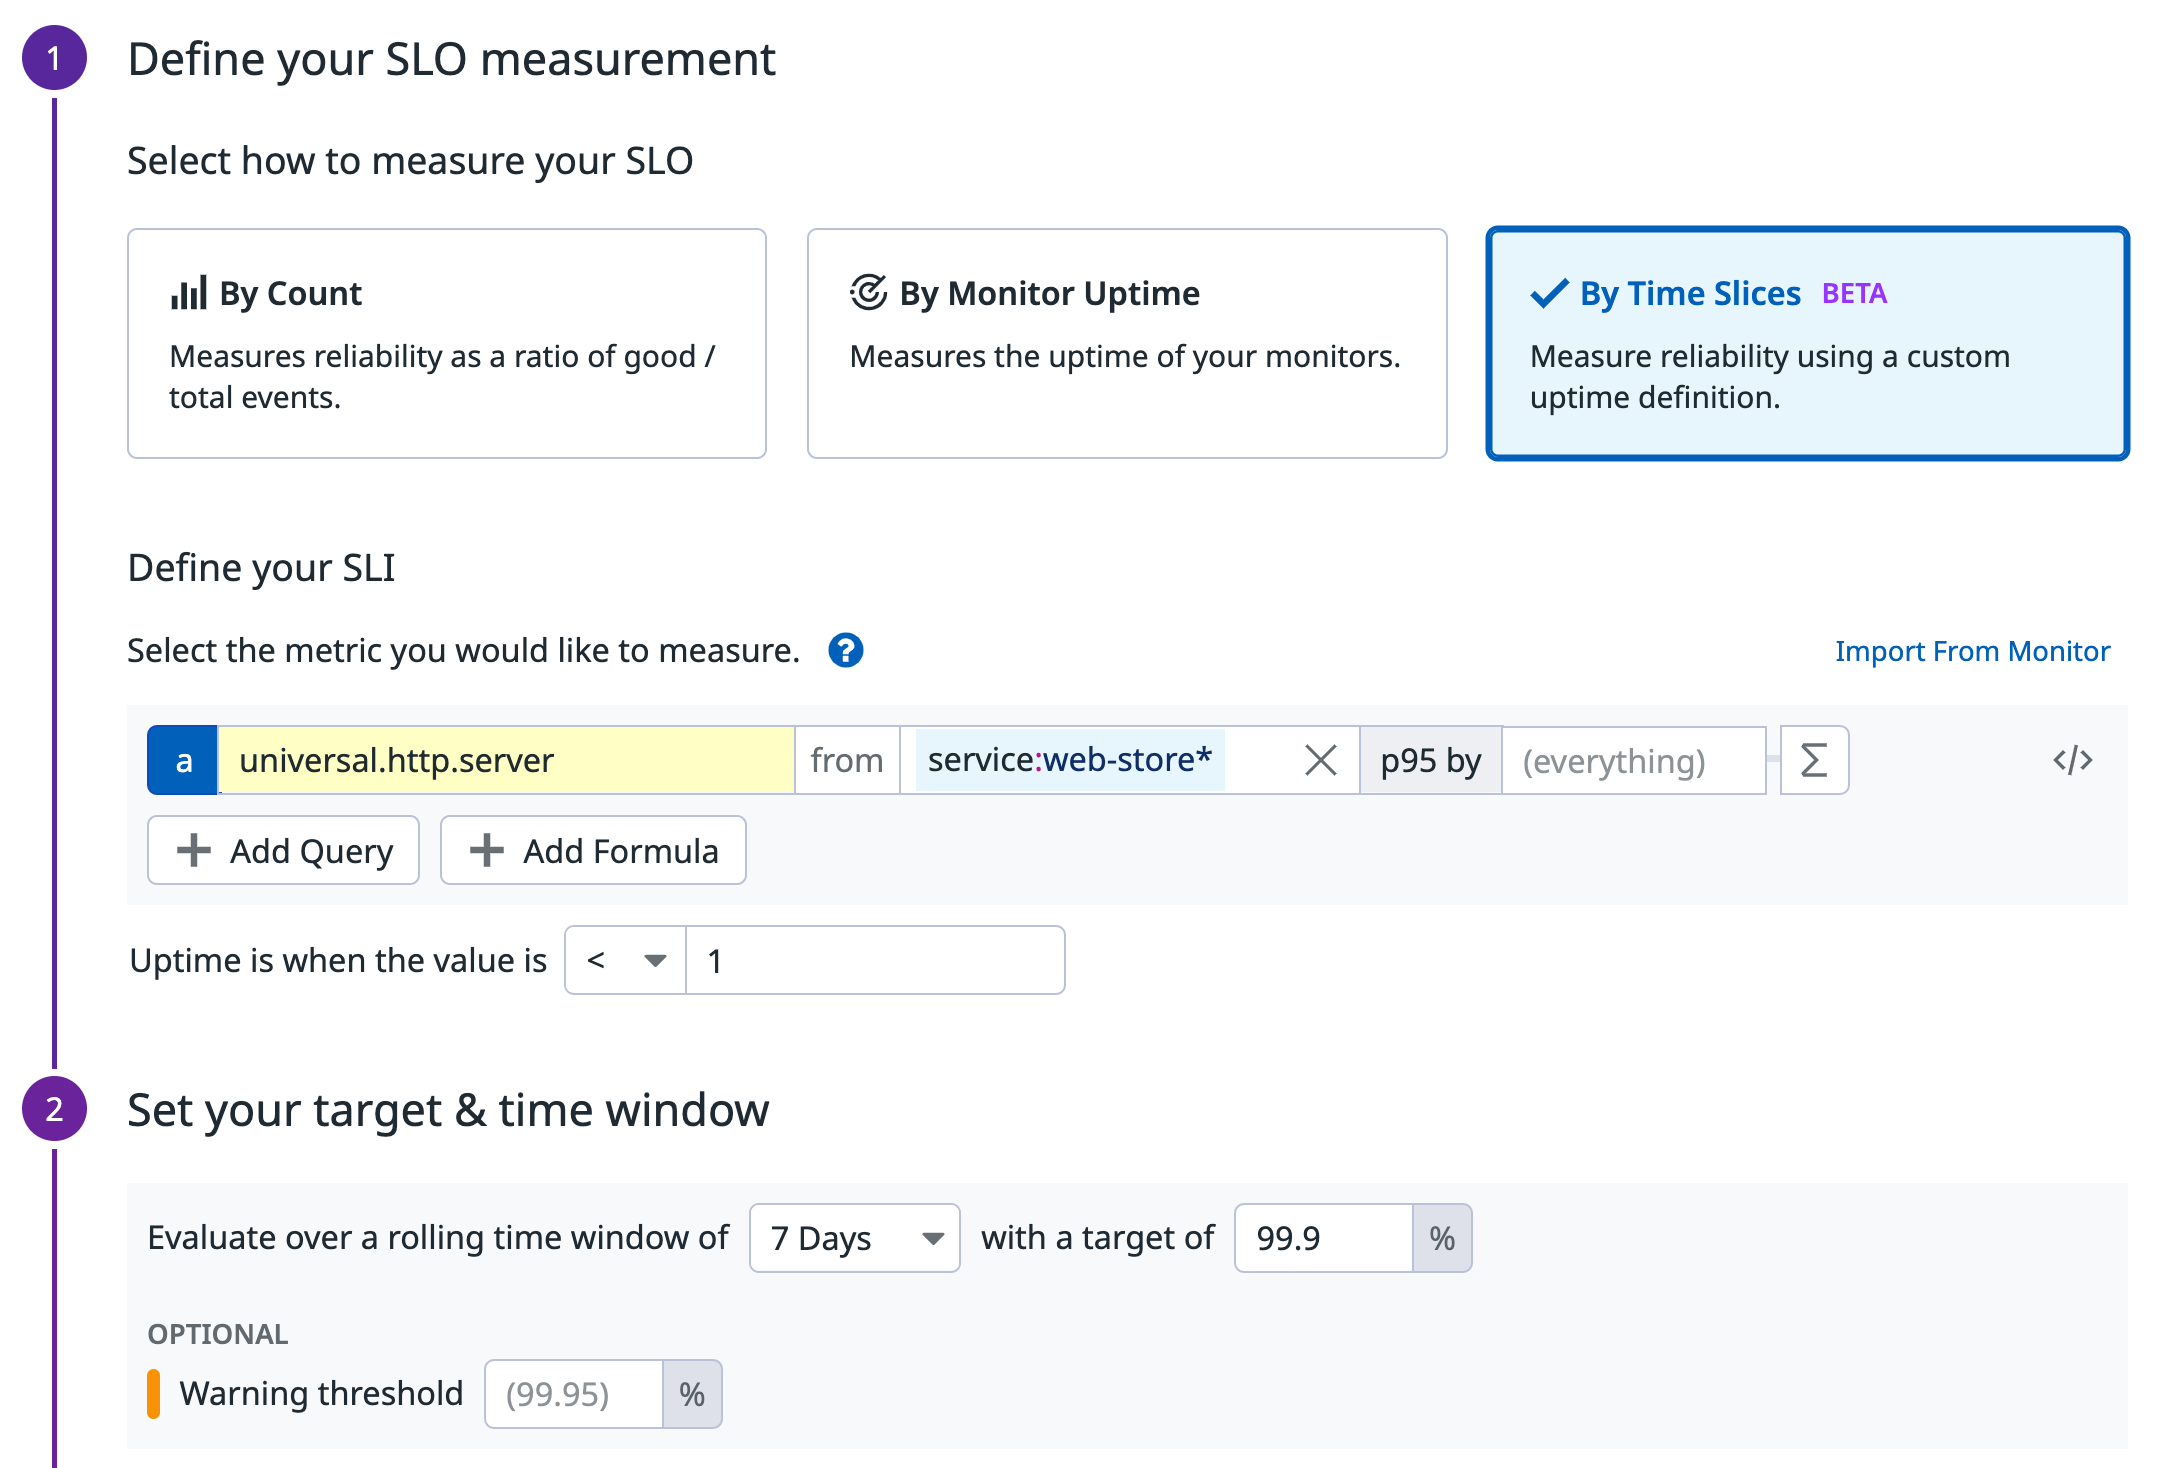 1 Define your SLO measurement
Select how to measure your SLO
By Count
Measures reliability as a ratio of good /
total events.
By Monitor Uptime
Measures the uptime of your monitors.
By Time Slices BETA
Measure reliability using a custom
uptime definition.
Define your SLI
Select the metric you would like to measure. ?
Import From Monitor
a universal.http.server from service:web-store* p95 by (everything) Σ </>
Add Query Add Formula
Uptime is when the value is < 1
2 Set your target & time window
Evaluate over a rolling time window of 7 Days with a target of 99.9 %
OPTIONAL
Warning threshold (99.95) %